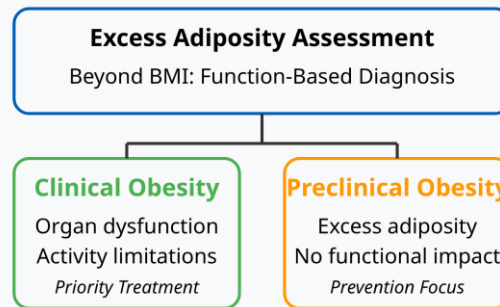 Excess Adiposity Assessment
Beyond BMI: Function-Based Diagnosis
Clinical Obesity
Organ dysfunction
Activity limitations
Priority Treatment
Preclinical Obesity
Excess adiposity
No functional impact
Prevention Focus